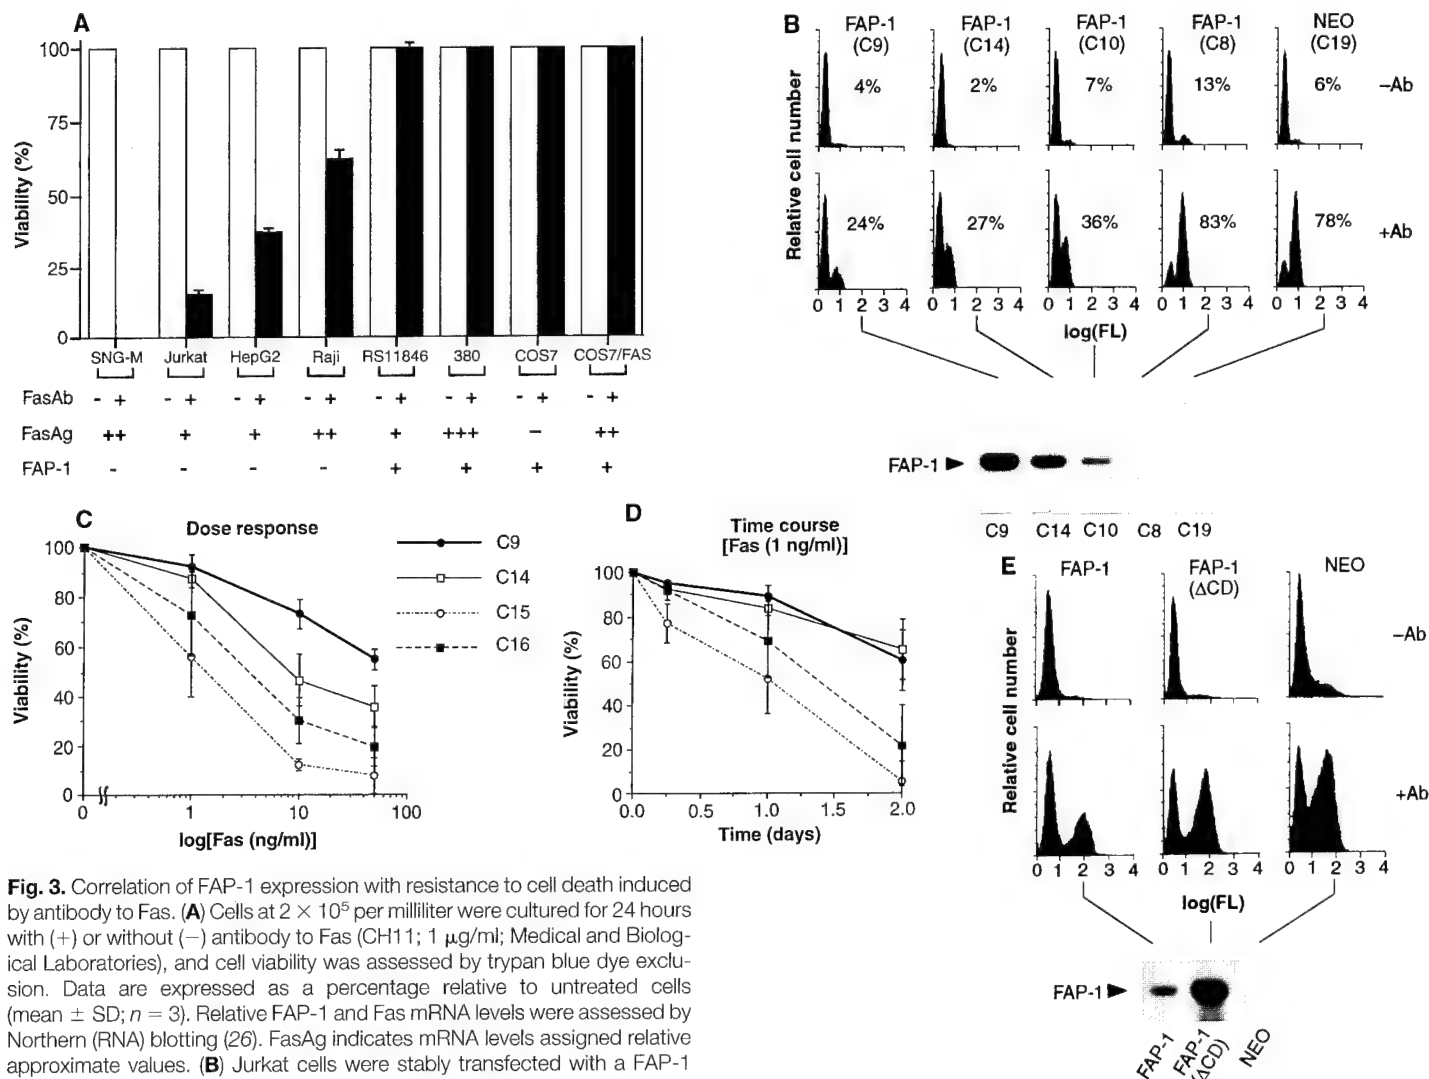 A
Viability (%)
100
75
50
25
0
SNG-M Jurkat HepG2 Raji RS11846 380 COS7 COS7/FAS
FasAb - + - + - + - + - + - + - + - +
FasAg ++ + + ++ + +++ − ++
FAP-1 - - - - + + + +
B
FAP-1 (C9)
FAP-1 (C14)
FAP-1 (C10)
FAP-1 (C8)
NEO (C19)
Relative cell number
4% 2% 7% 13% 6% −Ab
24% 27% 36% 83% 78% +Ab
0 1 2 3 4 0 1 2 3 4 0 1 2 3 4 0 1 2 3 4 0 1 2 3 4
log(FL)
FAP-1
C9 C14 C10 C8 C19
C
Dose response
Viability (%)
100
80
60
40
20
0
0 1 10 100
log[Fas (ng/ml)]
C9
C14
C15
C16
D
Time course
[Fas (1 ng/ml)]
Viability (%)
100
80
60
40
20
0
0.0 0.5 1.0 1.5 2.0
Time (days)
E
FAP-1
FAP-1 (ΔCD)
NEO
Relative cell number
−Ab
+Ab
0 1 2 3 4 0 1 2 3 4 0 1 2 3 4
log(FL)
FAP-1
FAP-1
FAP-1 (ΔCD)
NEO
Fig. 3. Correlation of FAP-1 expression with resistance to cell death induced
by antibody to Fas. (A) Cells at 2 × 10⁵ per milliliter were cultured for 24 hours
with (+) or without (−) antibody to Fas (CH11; 1 μg/ml; Medical and Biolog-
ical Laboratories), and cell viability was assessed by trypan blue dye exclu-
sion. Data are expressed as a percentage relative to untreated cells
(mean ± SD; n = 3). Relative FAP-1 and Fas mRNA levels were assessed by
Northern (RNA) blotting (26). FasAg indicates mRNA levels assigned relative
approximate values. (B) Jurkat cells were stably transfected with a FAP-1